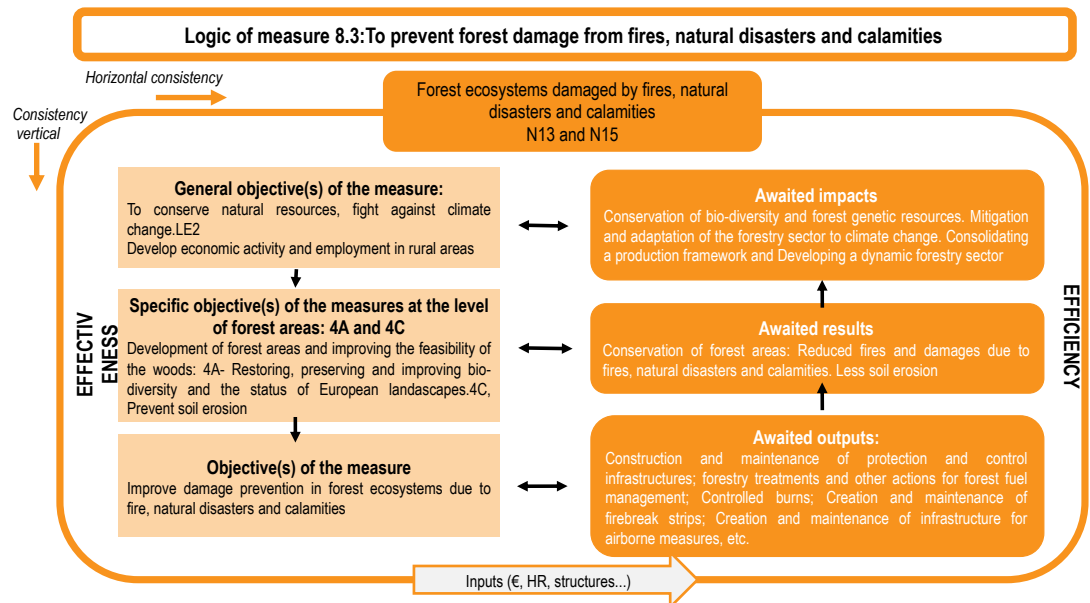 Logic of measure 8.3:To prevent forest damage from fires, natural disasters and calamities
Horizontal consistency
Consistency
vertical
Forest ecosystems damaged by fires, natural
disasters and calamities
N13 and N15
General objective(s) of the measure:
To conserve natural resources, fight against climate
change.LE2
Develop economic activity and employment in rural areas
Awaited impacts
Conservation of bio-diversity and forest genetic resources. Mitigation
and adaptation of the forestry sector to climate change. Consolidating
a production framework and Developing a dynamic forestry sector
EFFECTIV
ENESS
Specific objective(s) of the measures at the level
of forest areas: 4A and 4C
Development of forest areas and improving the feasibility of
the woods: 4A- Restoring, preserving and improving bio-
diversity and the status of European landascapes.4C,
Prevent soil erosion
Awaited results
Conservation of forest areas: Reduced fires and damages due to
fires, natural disasters and calamities. Less soil erosion
EFFICIENCY
Objective(s) of the measure
Improve damage prevention in forest ecosystems due to
fire, natural disasters and calamities
Awaited outputs:
Construction and maintenance of protection and control
infrastructures; forestry treatments and other actions for forest fuel
management; Controlled burns; Creation and maintenance of
firebreak strips; Creation and maintenance of infrastructure for
airborne measures, etc.
Inputs (€, HR, structures...)